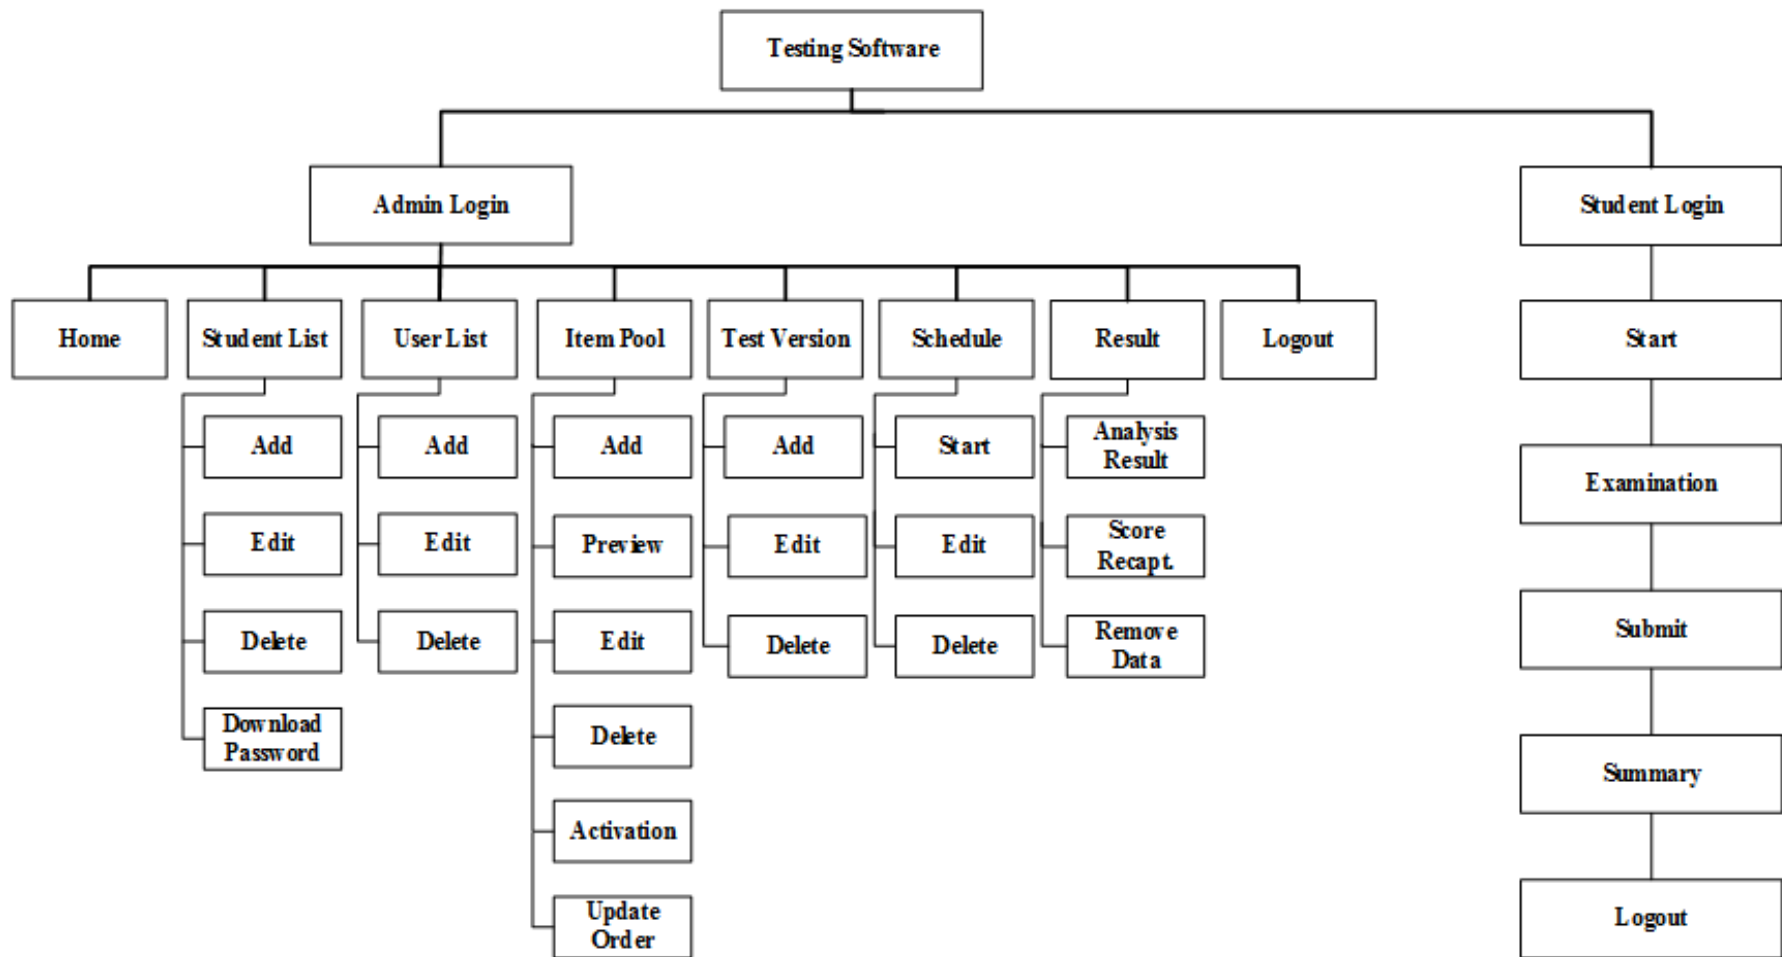 Testing Software
Admin Login
Student Login
Home
Student List
User List
Item Pool
Test Version
Schedule
Result
Logout
Start
Add
Add
Add
Add
Start
Analysis
Result
Examination
Edit
Edit
Preview
Edit
Edit
Score
Recapt.
Submit
Delete
Delete
Edit
Delete
Delete
Remove
Data
Download
Password
Delete
Summary
Activation
Update
Order
Logout